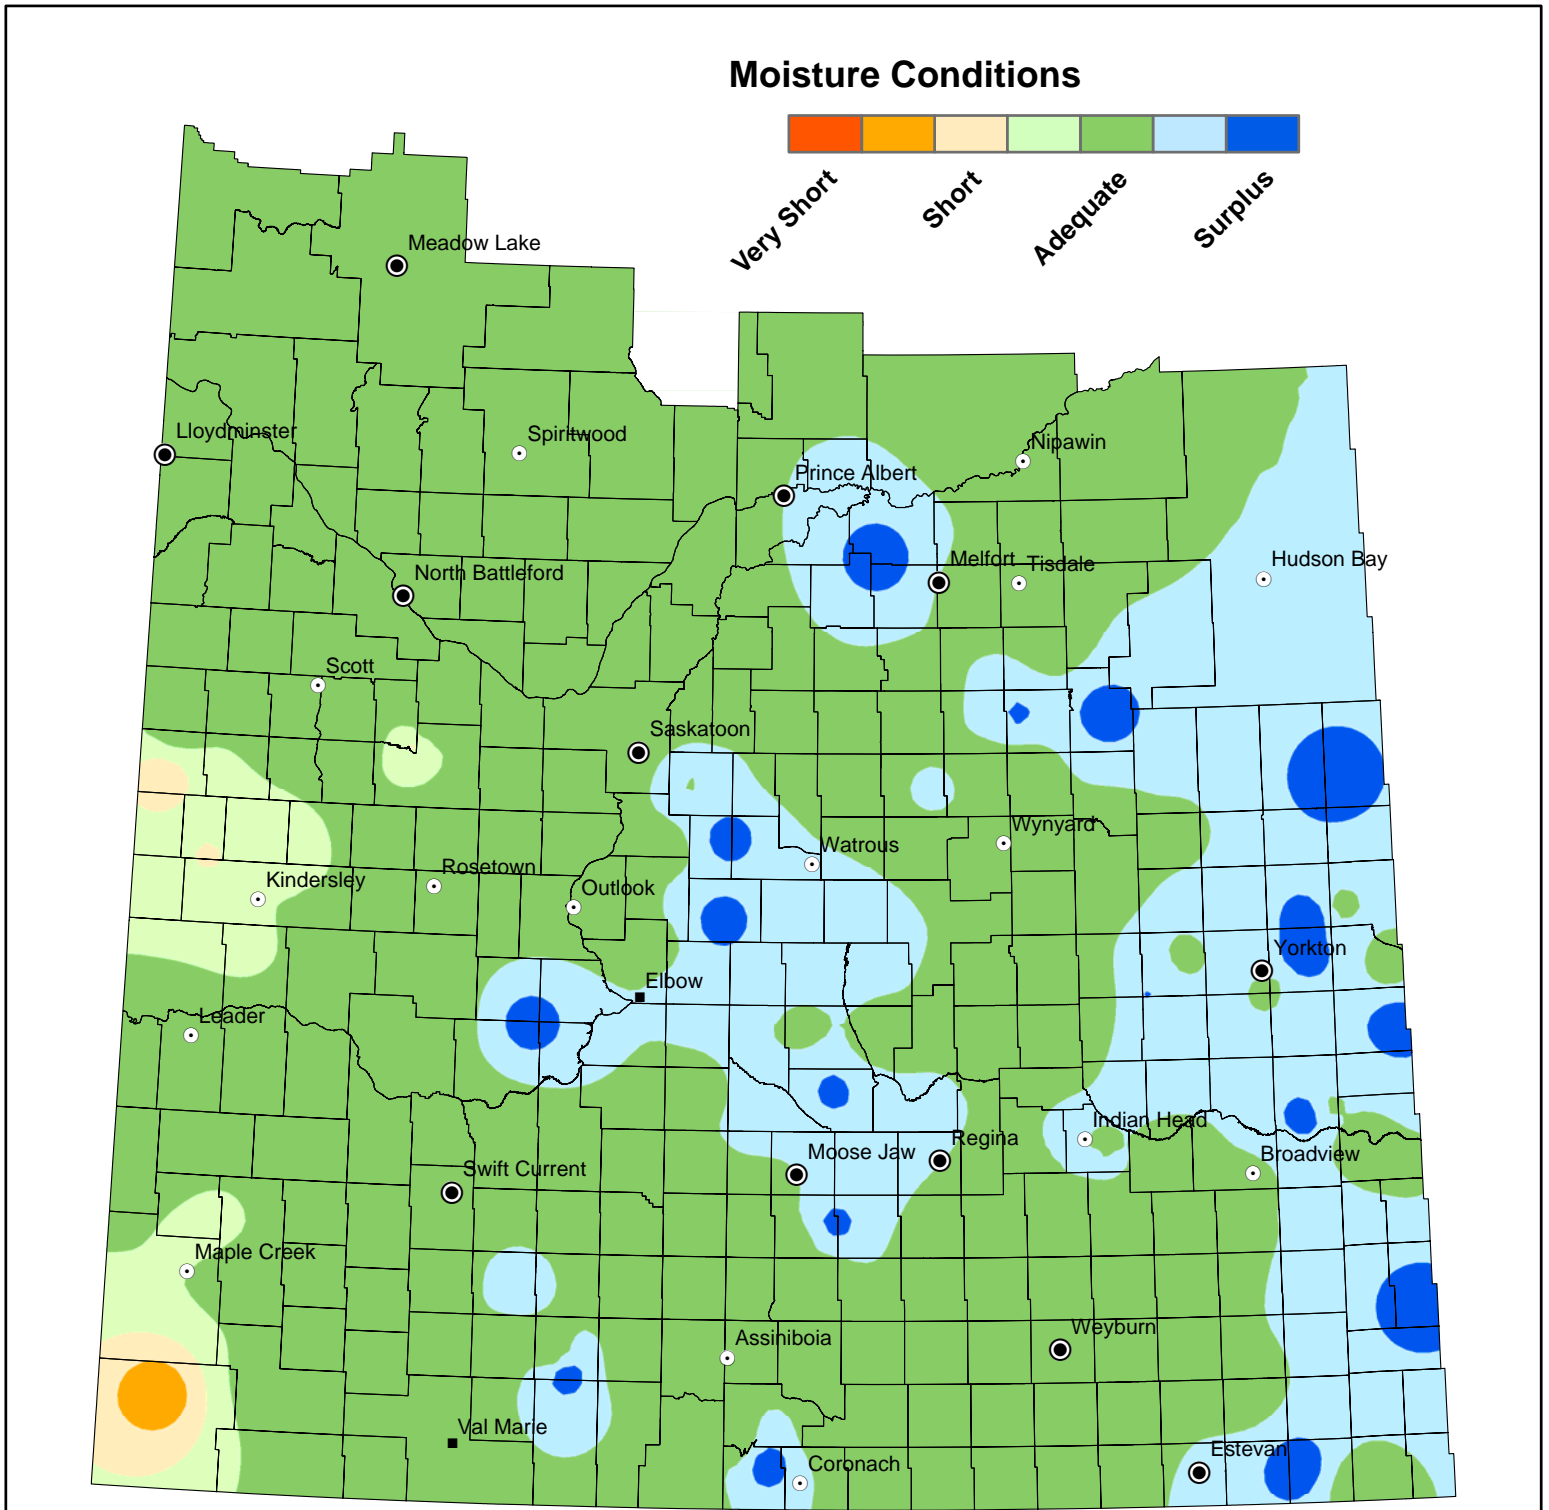 Moisture Conditions
Very Short
Short
Adequate
Surplus
Meadow Lake
Lloydminster
Spiritwood
Nipawin
Prince Albert
Hudson Bay
Melfort
Tisdale
North Battleford
Scott
Saskatoon
Wynyard
Watrous
Rosetown
Kindersley
Outlook
Yorkton
Elbow
Leader
Indian Head
Regina
Moose Jaw
Broadview
Swift Current
Maple Creek
Weyburn
Assiniboia
Val Marie
Estevan
Coronach